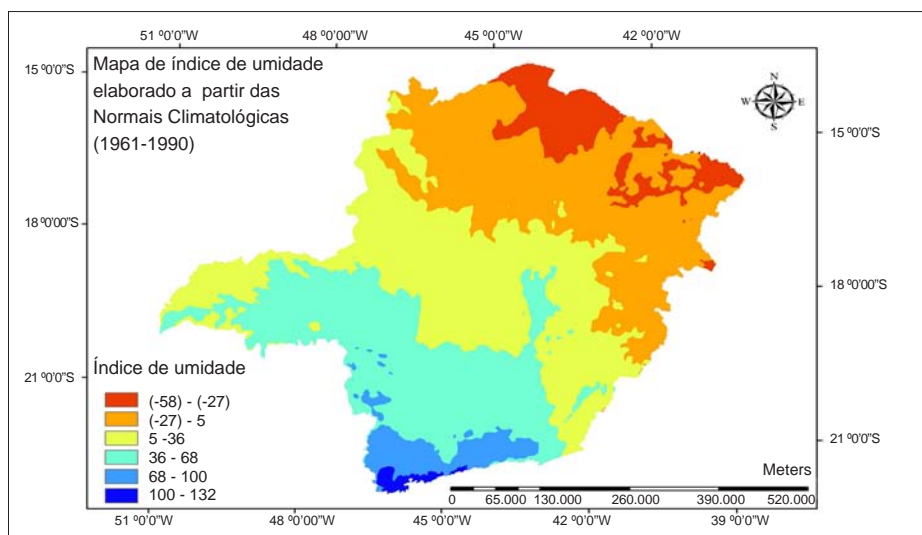 51 º0'0"W 48 º0'0"W 45 º0'0"W 42 º0'0"W
Mapa de índice de umidade
elaborado a partir das
Normais Climatológicas
(1961-1990)
15 º0'0"S
18 º0'0"S
21 º0'0"S
N
W E
S
15 º0'0"S
18 º0'0"S
21 º0'0"S
Índice de umidade
(-58) - (-27)
(-27) - 5
5 -36
36 - 68
68 - 100
100 - 132
Meters
0 65.000 130.000 260.000 390.000 520.000
51 º0'0"W 48 º0'0"W 45 º0'0"W 42 º0'0"W 39 º0'0"W